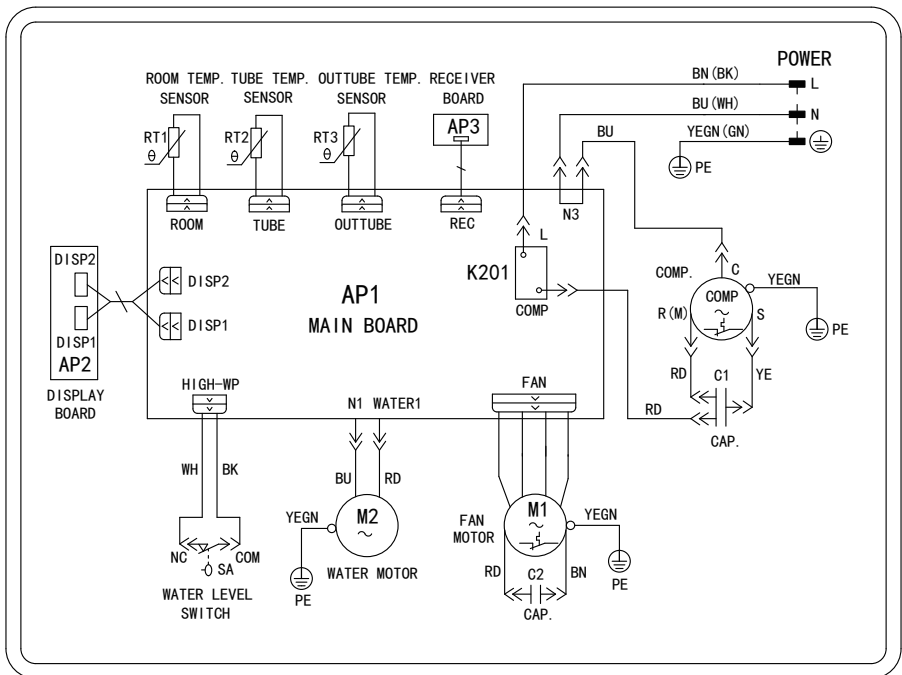 POWER
BN(BK)
L
ROOM TEMP. TUBE TEMP. OUTTUBE TEMP. RECEIVER
SENSOR SENSOR SENSOR BOARD
BU(WH)
N
RT1
θ
RT2
θ
RT3
θ
AP3
BU
YEGN(GN)
PE
ROOM
TUBE
OUTTUBE
REC
N3
L
K201
COMP
DISP2
DISP1
AP2
DISPLAY
BOARD
DISP2
DISP1
AP1
MAIN BOARD
COMP.
C
COMP
YEGN
R(M)
S
PE
RD
C1
YE
RD
CAP.
HIGH-WP
N1 WATER1
FAN
WH
BK
BU
RD
YEGN
M2
M1
YEGN
FAN
MOTOR
NC
COM
SA
WATER LEVEL
SWITCH
PE
WATER MOTOR
RD
C2
BN
PE
CAP.